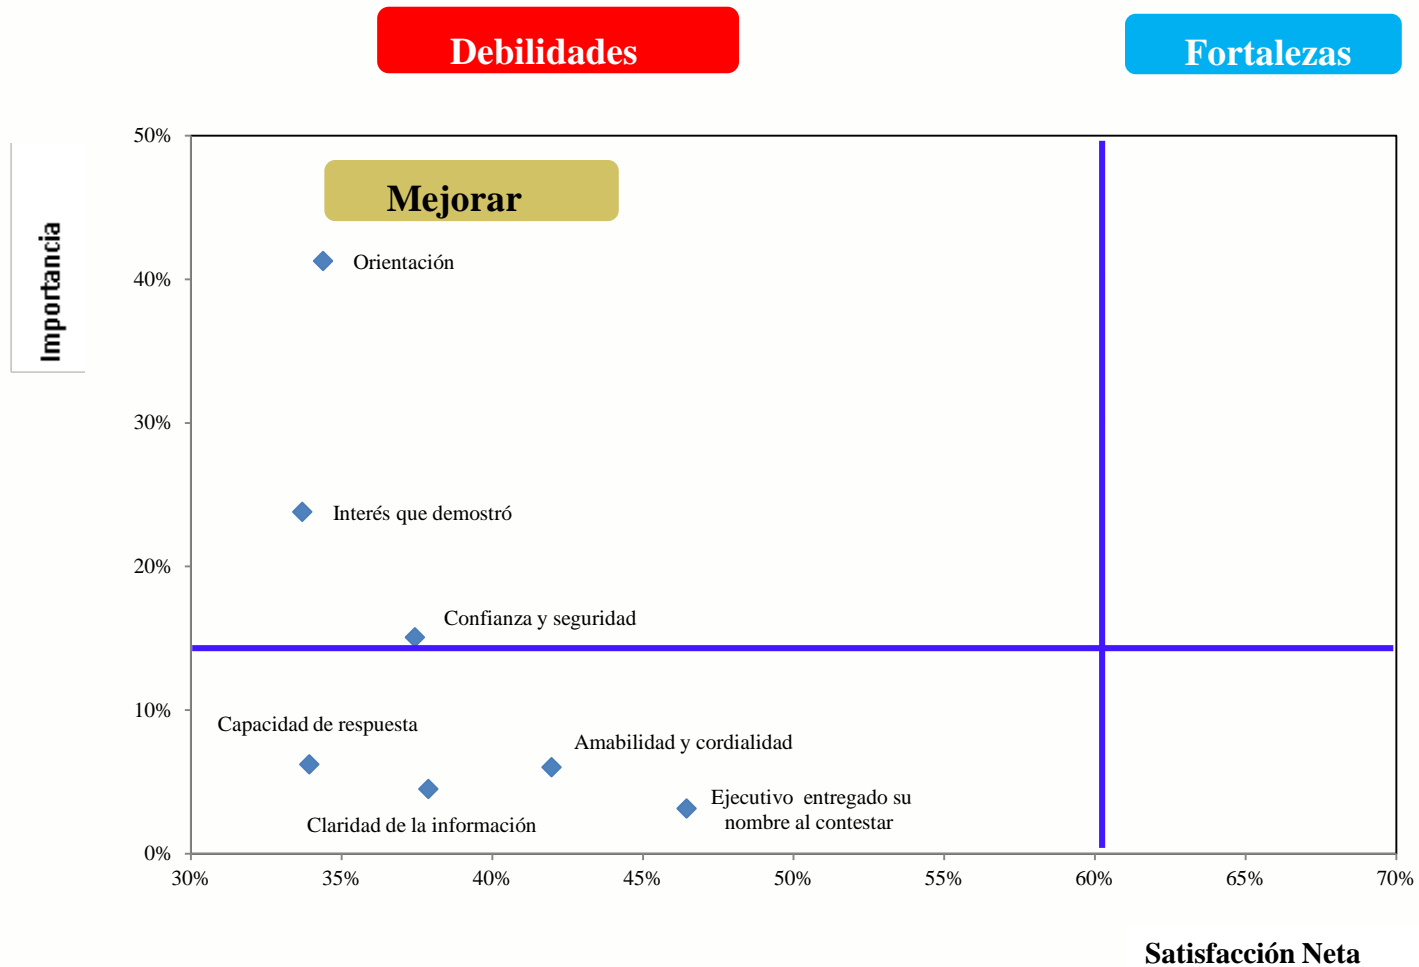 Debilidades
Fortalezas
50%
Mejorar
Importancia
Orientación
40%
30%
Interés que demostró
20%
Confianza y seguridad
10%
Capacidad de respuesta
Amabilidad y cordialidad
Ejecutivo entregado su
nombre al contestar
Claridad de la información
0%
30% 35% 40% 45% 50% 55% 60% 65% 70%
Satisfacción Neta